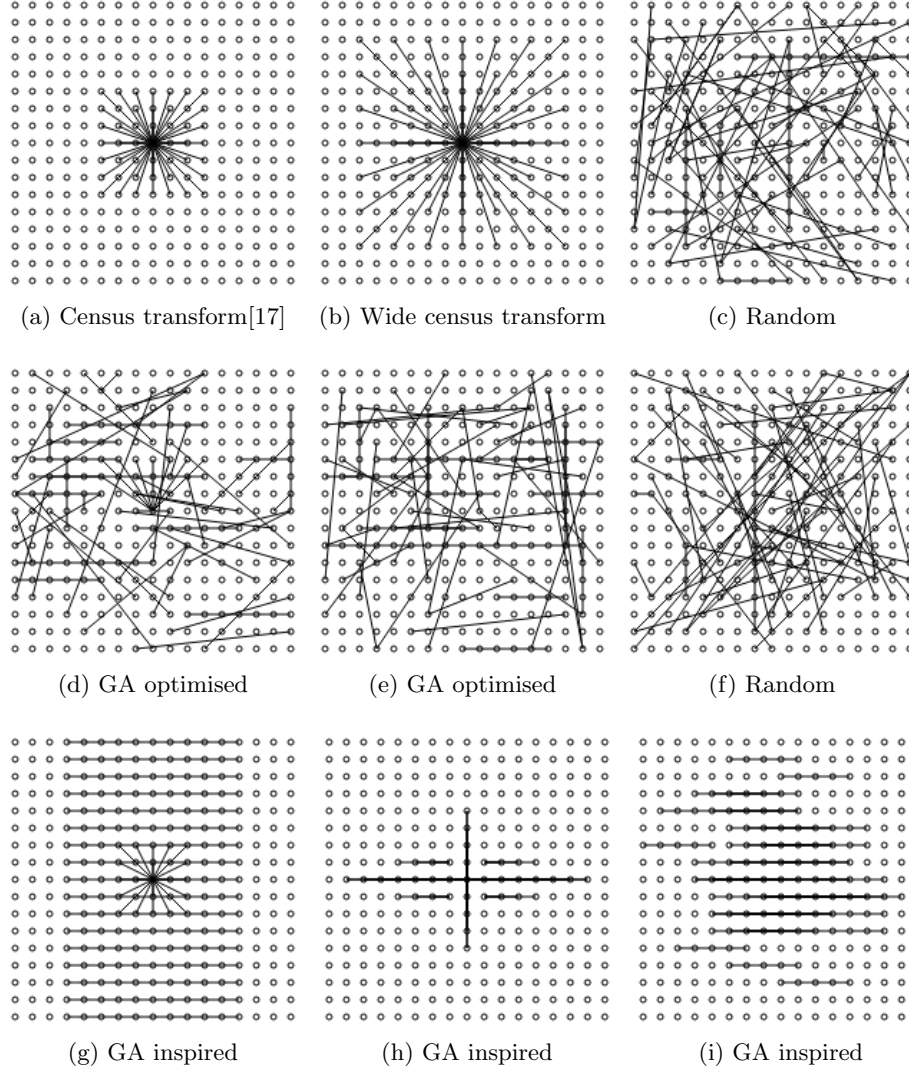 (a) Census transform[17]
(b) Wide census transform
(c) Random
(d) GA optimised
(e) GA optimised
(f) Random
(g) GA inspired
(h) GA inspired
(i) GA inspired